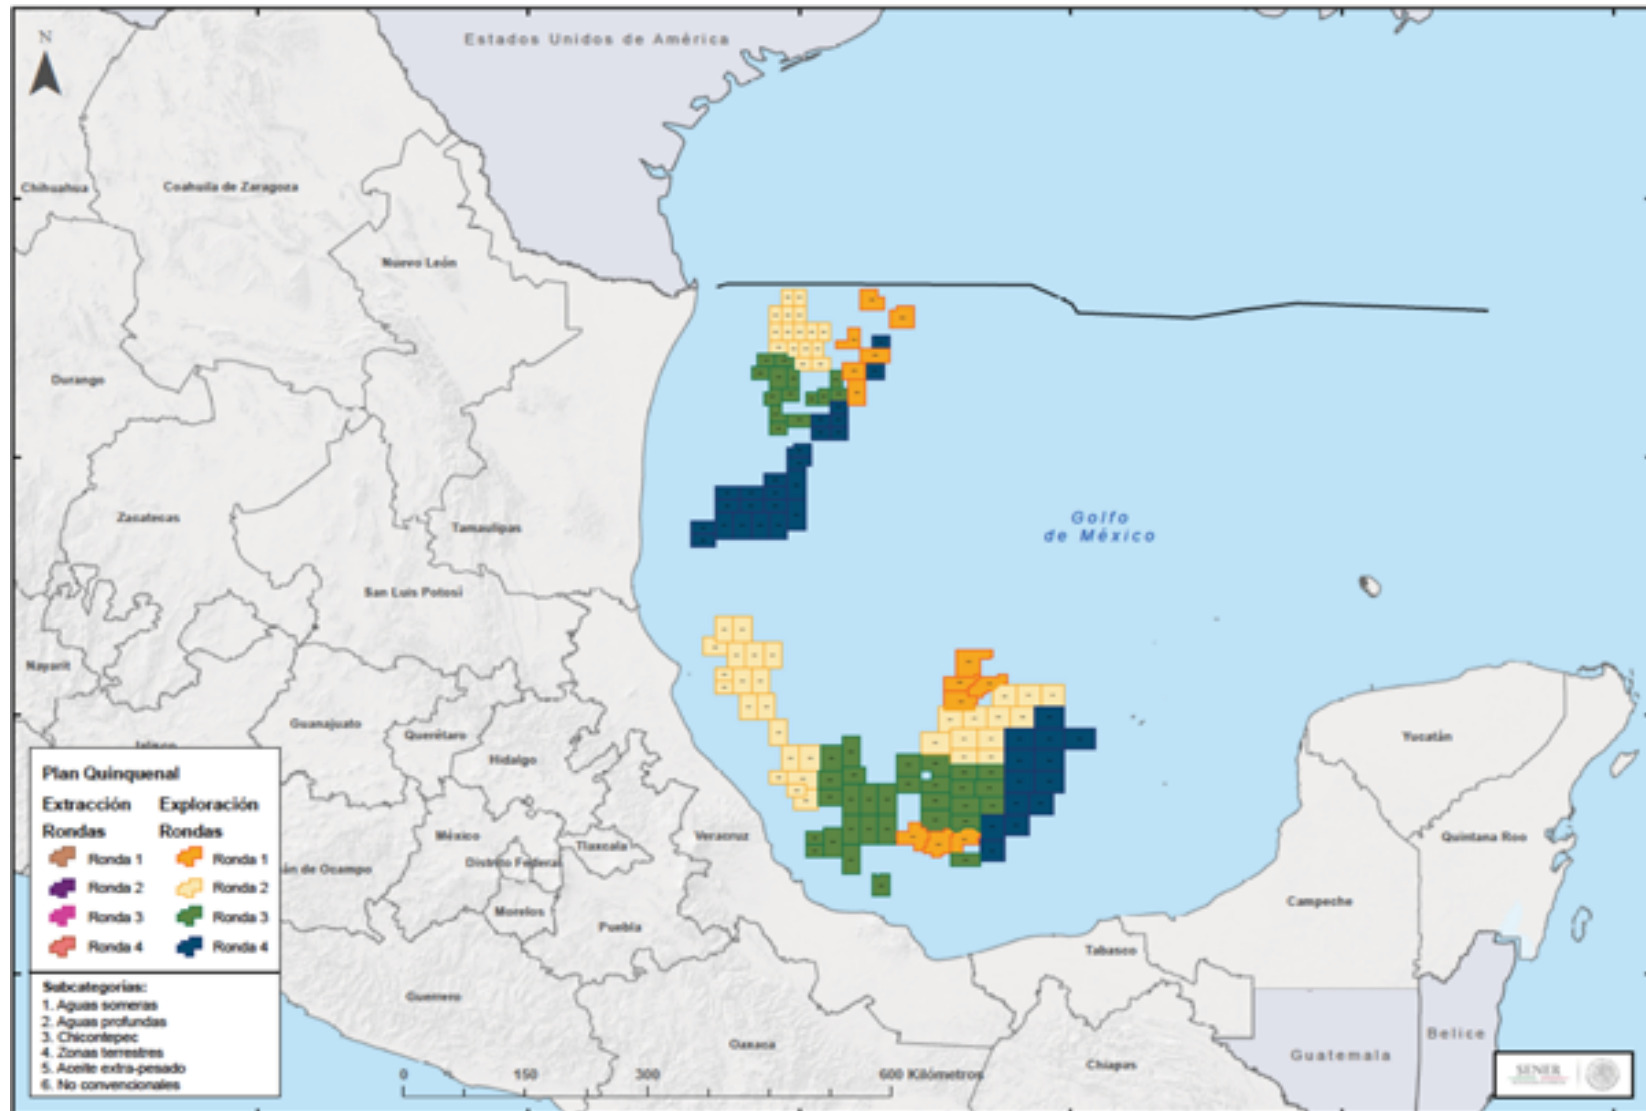 N
Estados Unidos de América
Chihuahua
Coahuila de Zaragoza
Nuevo León
Durango
Golfo
de México
Zacatecas
Tamaulipas
San Luis Potosí
Nayarit
Guanajuato
Querétaro
Hidalgo
Jalisco
Yucatán
Quintana Roo
México
Distrito Federal
Tlaxcala
Veracruz
án de Ocampo
Morelos
Puebla
Campeche
Tabasco
Guerrero
Oaxaca
Chiapas
Guatemala
Belice
Plan Quinquenal
Extracción Exploración
Rondas Rondas
Ronda 1 Ronda 1
Ronda 2 Ronda 2
Ronda 3 Ronda 3
Ronda 4 Ronda 4
Subcategorías:
1. Aguas someras
2. Aguas profundas
3. Chicontepec
4. Zonas terrestres
5. Aceite extra-pesado
6. No convencionales
0 150 300 600 Kilómetros
SENER